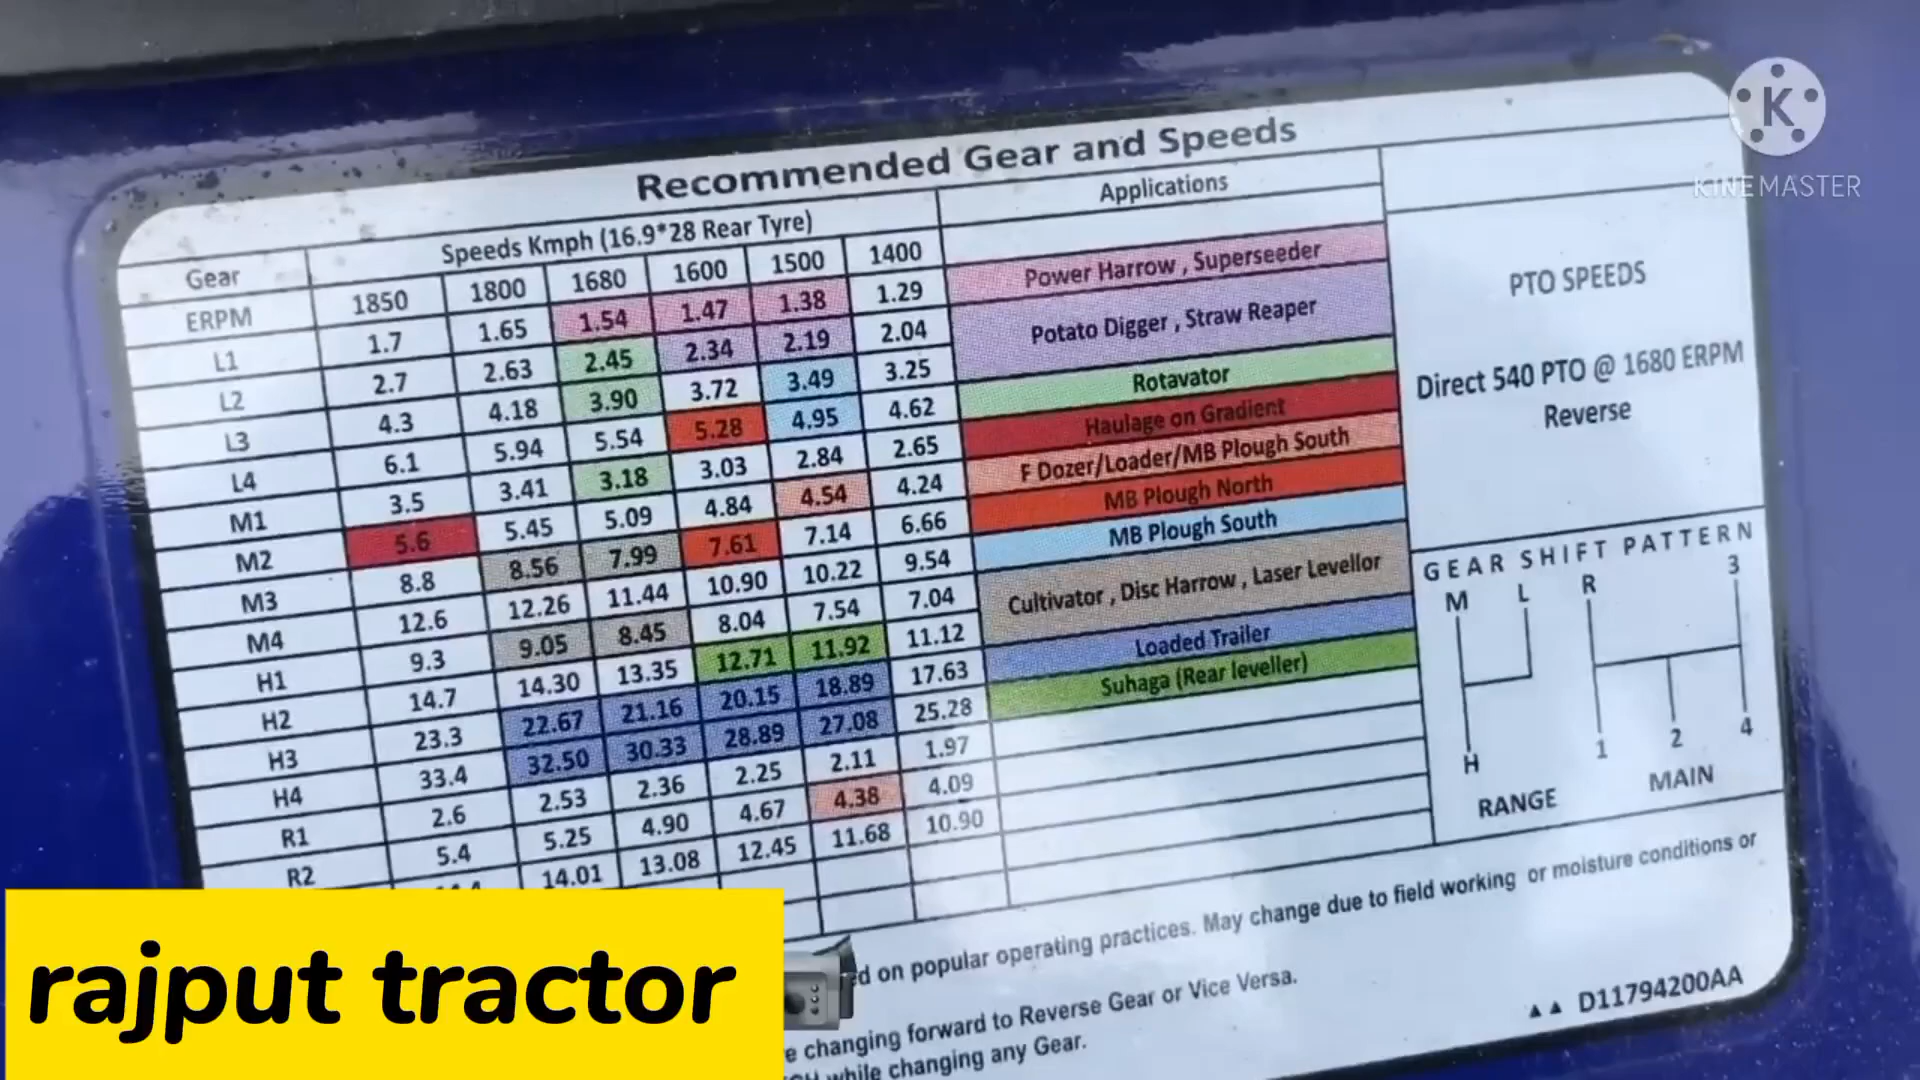 KINEMASTER
Recommended Gear and Speeds
Gear Speeds Kmph (16.9*28 Rear Tyre) Applications
ERPM 1850 1800 1680 1600 1500 1400
L1 1.7 1.65 1.54 1.47 1.38 1.29
L2 2.7 2.63 2.45 2.34 2.19 2.04
L3 4.3 4.18 3.90 3.72 3.49 3.25
L4 6.1 5.94 5.54 5.28 4.95 4.62
M1 3.5 3.41 3.18 3.03 2.84 2.65
M2 5.6 5.45 5.09 4.84 4.54 4.24
M3 8.8 8.56 7.99 7.61 7.14 6.66
M4 12.6 12.26 11.44 10.90 10.22 9.54
H1 9.3 9.05 8.45 8.04 7.54 7.04
H2 14.7 14.30 13.35 12.71 11.92 11.12
H3 23.3 22.67 21.16 20.15 18.89 17.63
H4 33.4 32.50 30.33 28.89 27.08 25.28
R1 2.6 2.53 2.36 2.25 2.11 1.97
R2 5.4 5.25 4.90 4.67 4.38 4.09
14.01 13.08 12.45 11.68 10.90
Power Harrow , Superseeder
Potato Digger , Straw Reaper
Rotavator
Haulage on Gradient
F Dozer/Loader/MB Plough South
MB Plough North
MB Plough South
Cultivator , Disc Harrow , Laser Levellor
Loaded Trailer
Suhaga (Rear leveller)
PTO SPEEDS
Direct 540 PTO @ 1680 ERPM
Reverse
GEAR SHIFT PATTERN
M L R 3
H 1 2 4
RANGE MAIN
on popular operating practices. May change due to field working or moisture conditions or
changing forward to Reverse Gear or Vice Versa.
while changing any Gear.
D11794200AA
rajput tractor